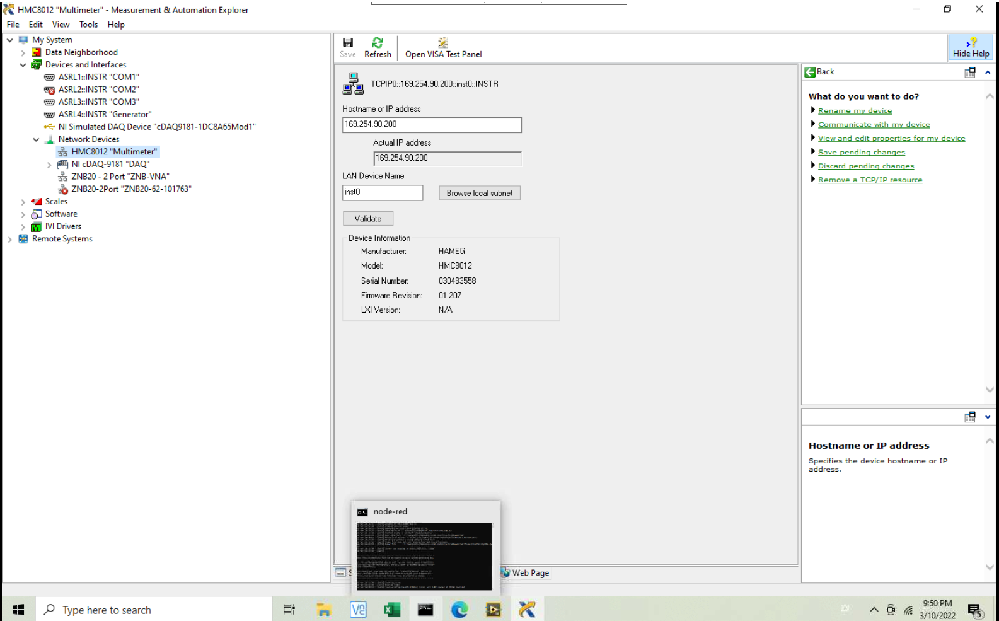 HMC8012 "Multimeter" - Measurement & Automation Explorer
File Edit View Tools Help
My System
Data Neighborhood
Devices and Interfaces
ASRL1::INSTR "COM1"
ASRL2::INSTR "COM2"
ASRL3::INSTR "COM3"
ASRL4::INSTR "Generator"
NI Simulated DAQ Device "cDAQ9181-1DC8A65Mod1"
Network Devices
HMC8012 "Multimeter"
NI cDAQ-9181 "DAQ"
ZNB20 - 2 Port "ZNB-VNA"
ZNB20-2Port "ZNB20-62-101763"
Scales
Software
IVI Drivers
Remote Systems
Save Refresh Open VISA Test Panel
Hide Help
TCPIP0::169.254.90.200::inst0::INSTR
Hostname or IP address
169.254.90.200
Actual IP address
169.254.90.200
LAN Device Name
inst0 Browse local subnet
Validate
Device Information
Manufacturer: HAMEG
Model: HMC8012
Serial Number: 030483558
Firmware Revision: 01.207
LXI Version: N/A
Back
What do you want to do?
Rename my device
Communicate with my device
View and edit properties for my device
Save pending changes
Discard pending changes
Remove a TCP/IP resource
Hostname or IP address
Specifies the device hostname or IP
address.
node-red
Web Page
Type here to search
EN
9:50 PM
3/10/2022
5